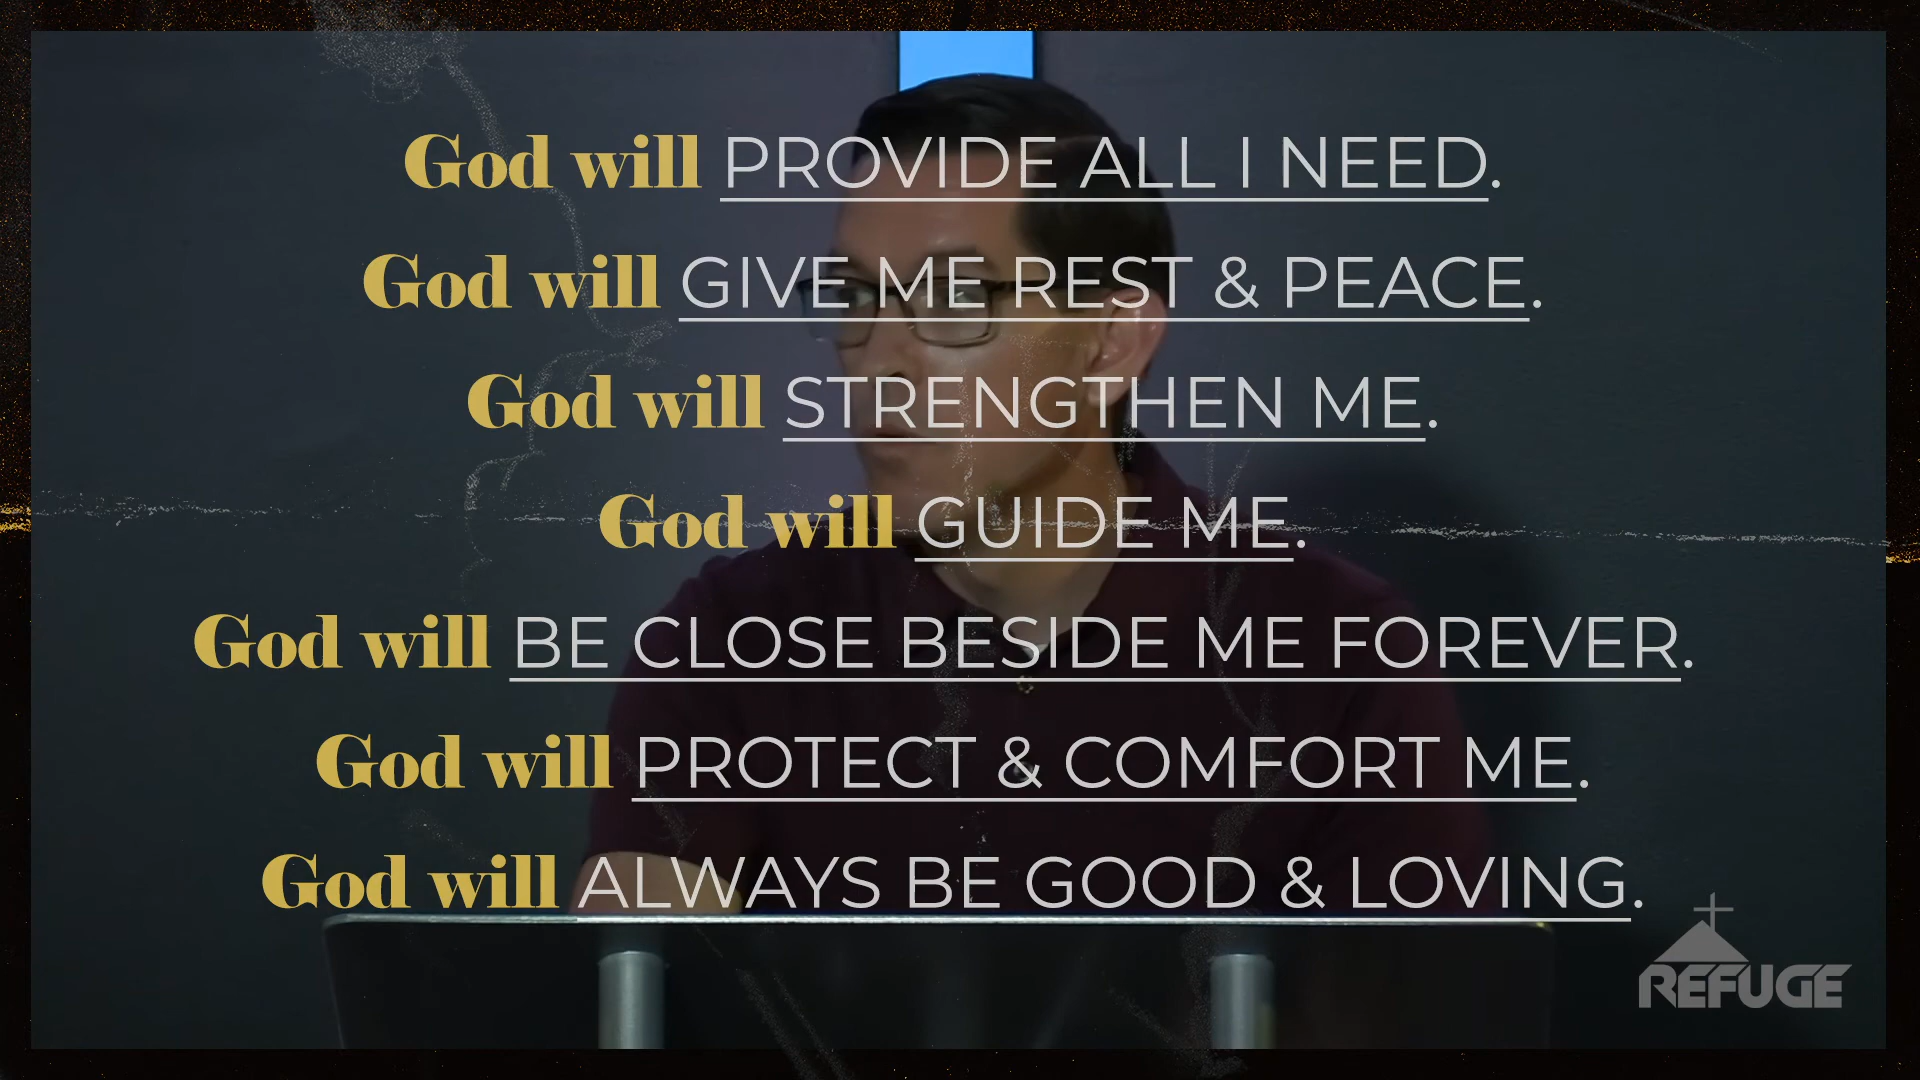 God will PROVIDE ALL I NEED.
God will GIVE ME REST & PEACE.
God will STRENGTHEN ME.
God will GUIDE ME.
God will BE CLOSE BESIDE ME FOREVER.
God will PROTECT & COMFORT ME.
God will ALWAYS BE GOOD & LOVING.
REFUGE